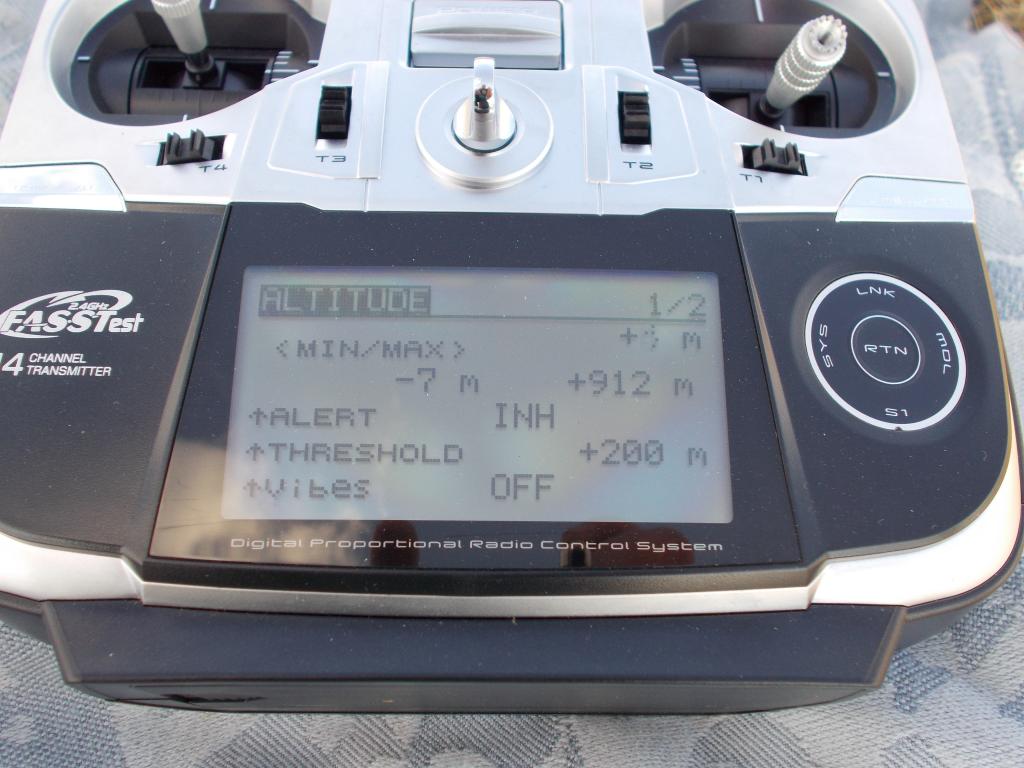 T4
T3
T2
T1
2.4GHz
FASSTest
14 CHANNEL
TRANSMITTER
ALTITUDE 1/2
+ m
<MIN/MAX>
-7 m +912 m
↑ALERT INH
↑THRESHOLD +200 m
↑Vibes OFF
LNK
SYS
RTN
MDL
S1
Digital Proportional Radio Control System